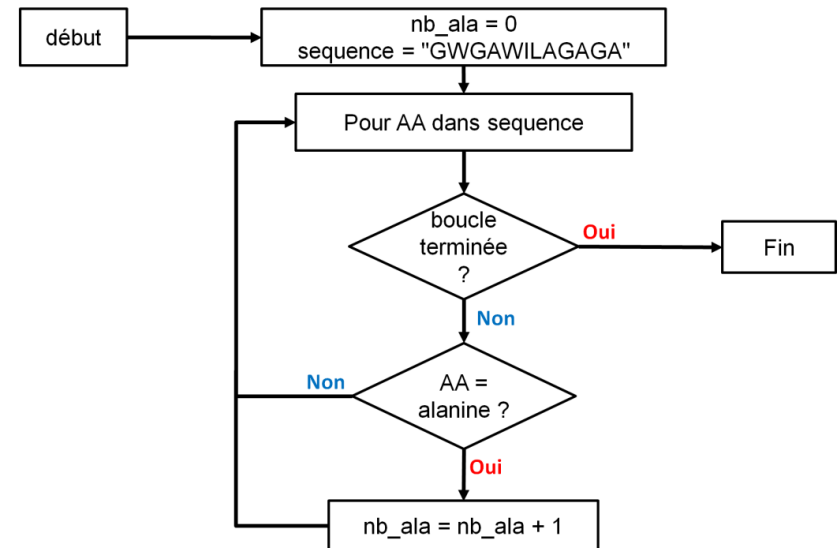 début
nb_ala = 0
sequence = "GWGAWILAGAGA"
Pour AA dans sequence
boucle
terminée
?
Oui
Fin
Non
AA =
alanine ?
Non
Oui
nb_ala = nb_ala + 1